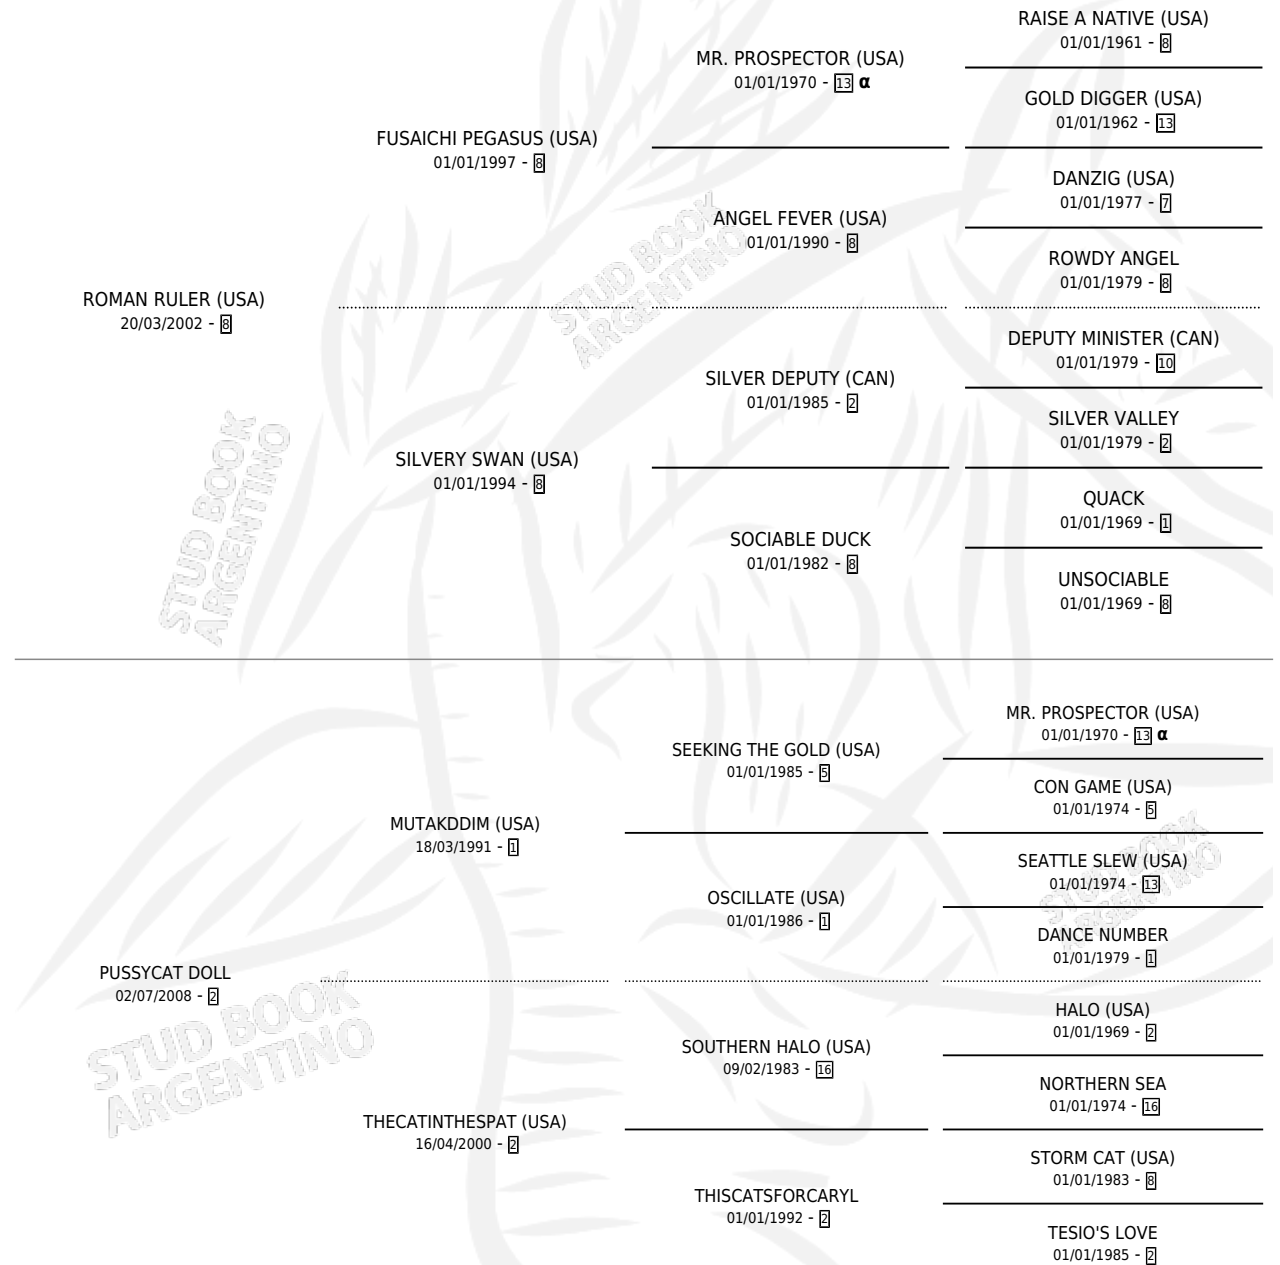 RAISE A NATIVE (USA)
01/01/1961 - 8
MR. PROSPECTOR (USA)
01/01/1970 - 13 α
GOLD DIGGER (USA)
01/01/1962 - 13
FUSAICHI PEGASUS (USA)
01/01/1997 - 8
DANZIG (USA)
01/01/1977 - 7
ANGEL FEVER (USA)
01/01/1990 - 8
ROWDY ANGEL
01/01/1979 - 8
ROMAN RULER (USA)
20/03/2002 - 8
DEPUTY MINISTER (CAN)
01/01/1979 - 10
SILVER DEPUTY (CAN)
01/01/1985 - 2
SILVER VALLEY
01/01/1979 - 2
SILVERY SWAN (USA)
01/01/1994 - 8
QUACK
01/01/1969 - 1
SOCIABLE DUCK
01/01/1982 - 8
UNSOCIABLE
01/01/1969 - 8
MR. PROSPECTOR (USA)
01/01/1970 - 13 α
SEEKING THE GOLD (USA)
01/01/1985 - 5
CON GAME (USA)
01/01/1974 - 5
MUTAKDDIM (USA)
18/03/1991 - 1
SEATTLE SLEW (USA)
01/01/1974 - 13
OSCILLATE (USA)
01/01/1986 - 1
DANCE NUMBER
01/01/1979 - 1
PUSSYCAT DOLL
02/07/2008 - 2
HALO (USA)
01/01/1969 - 2
SOUTHERN HALO (USA)
09/02/1983 - 16
NORTHERN SEA
01/01/1974 - 16
THECATINTHESPAT (USA)
16/04/2000 - 2
STORM CAT (USA)
01/01/1983 - 8
THISCATSFORCARYL
01/01/1992 - 2
TESIO'S LOVE
01/01/1985 - 2
STUD BOOK
ARGENTINO
STUD BOOK
ARGENTINO
STUD BOOK
ARGENTINO
STUD BOOK
ARGENTINO